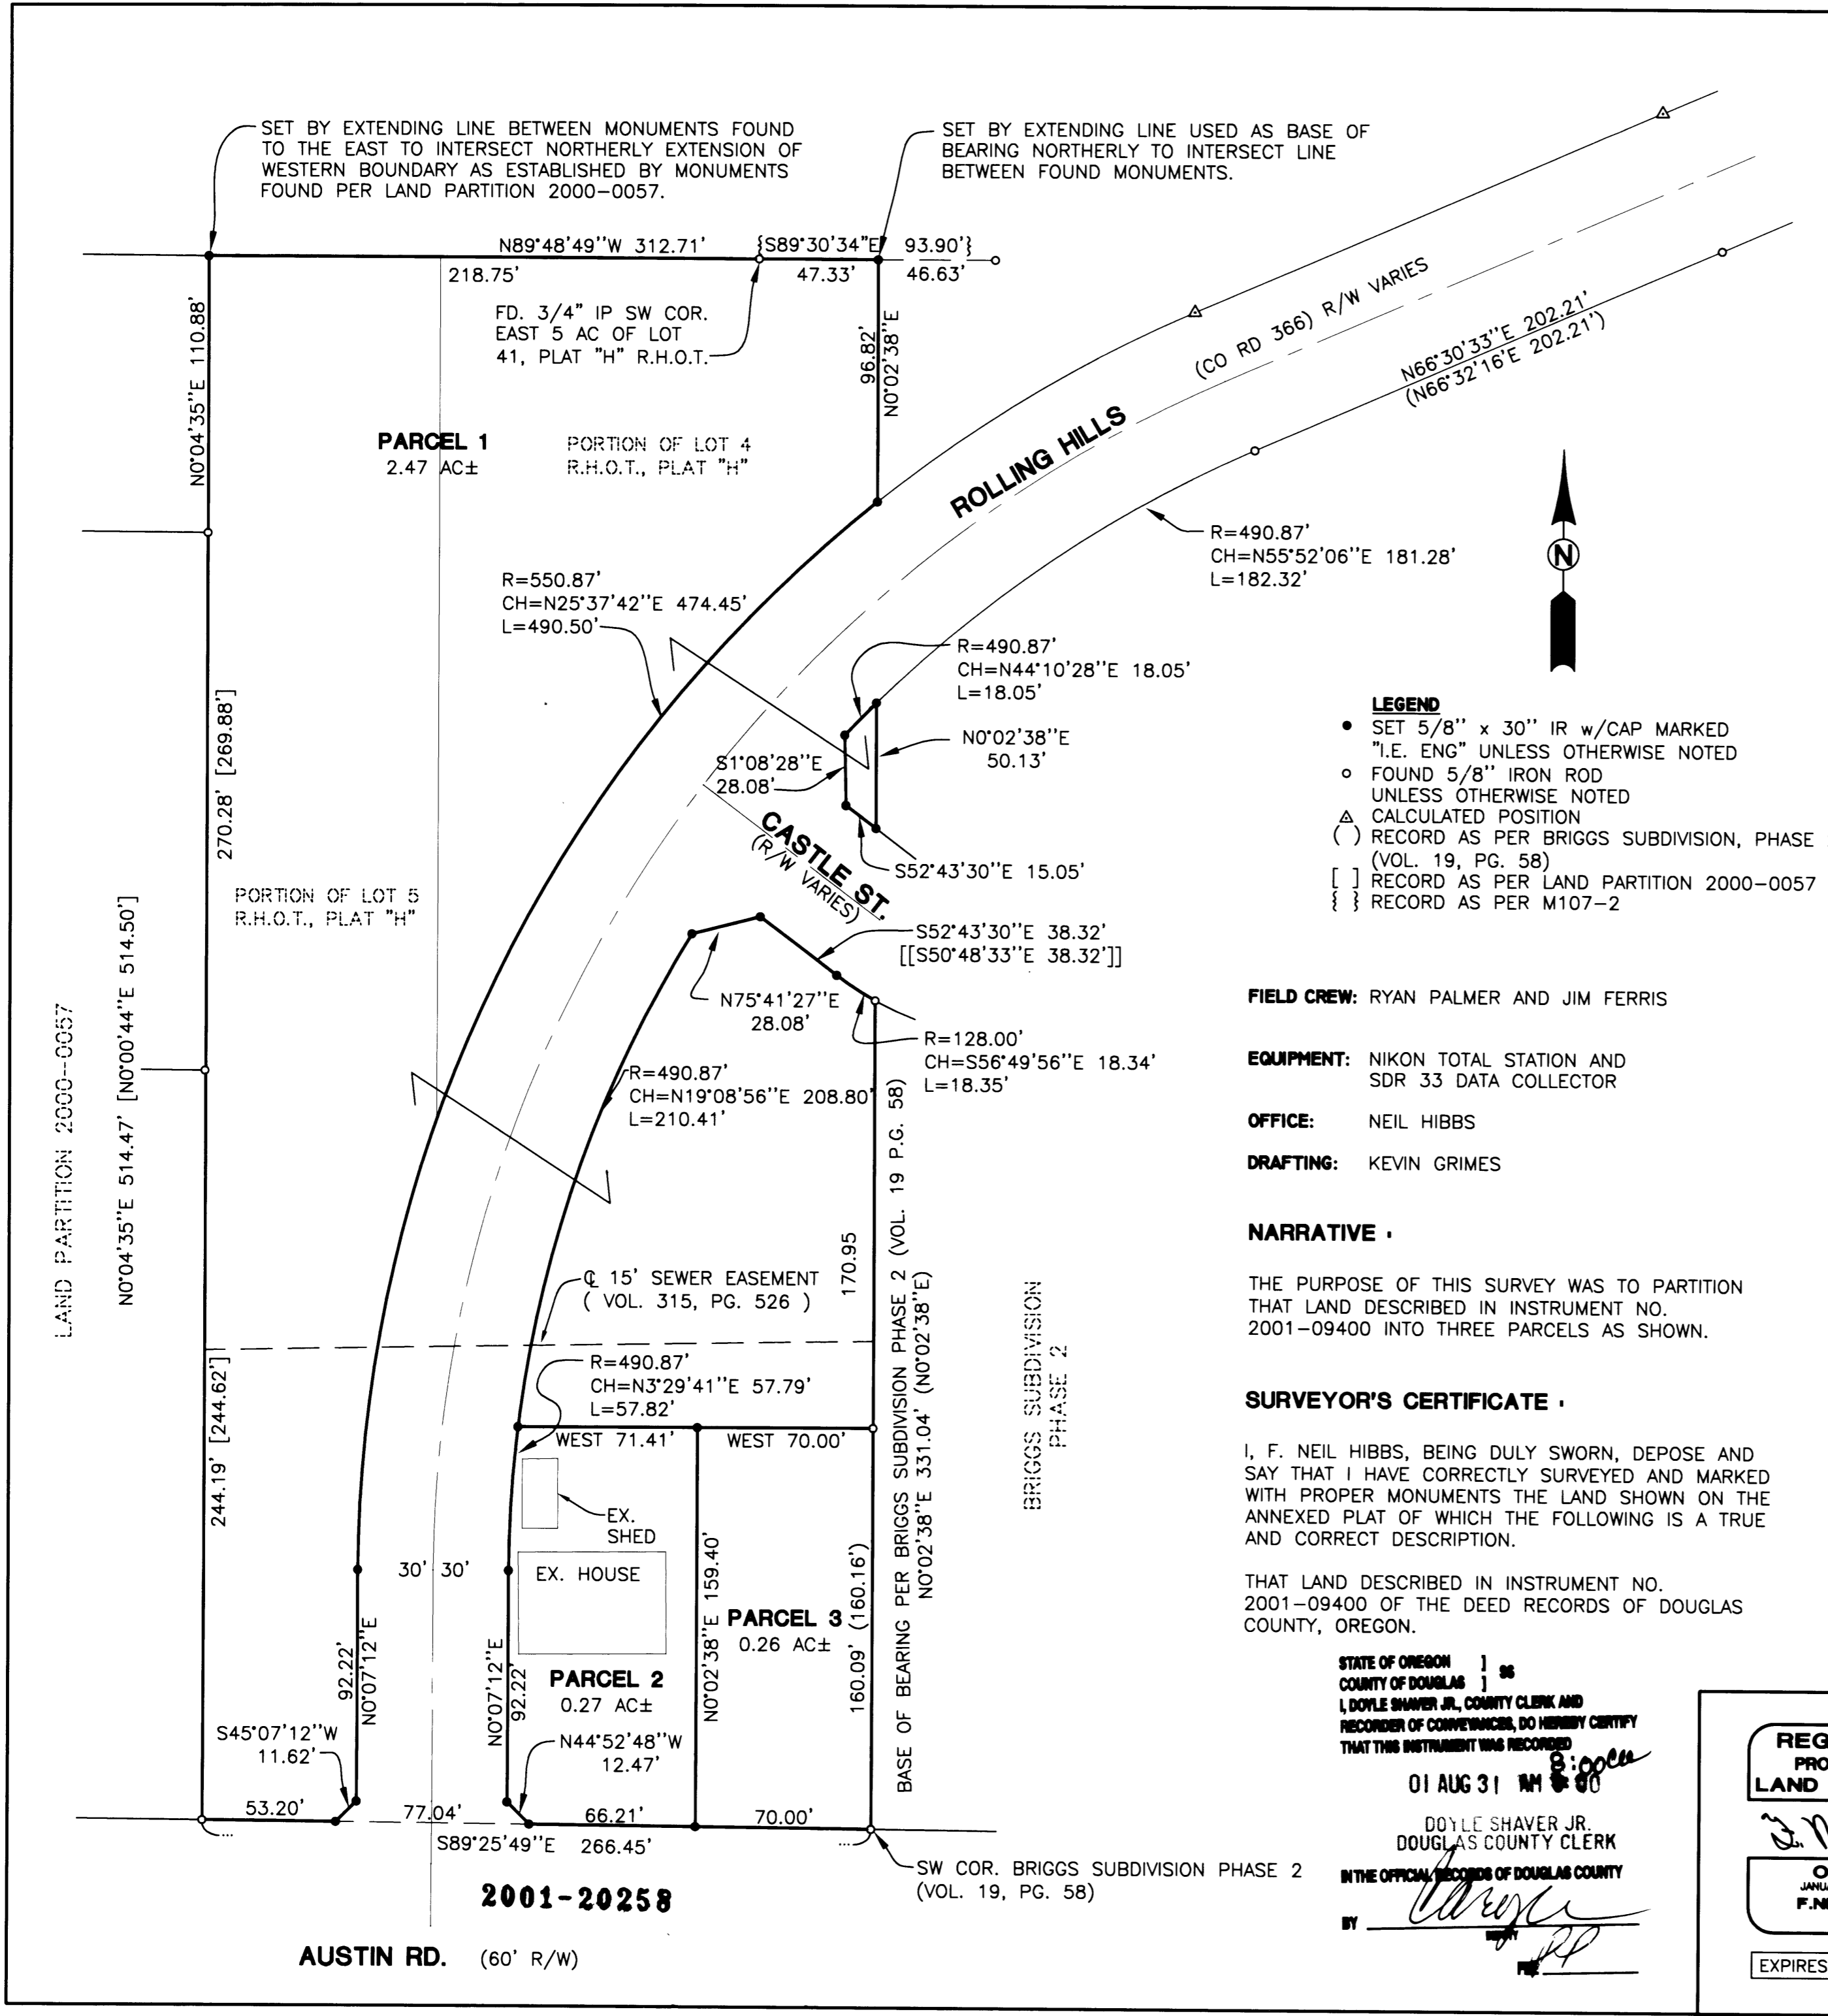 SET BY EXTENDING LINE BETWEEN MONUMENTS FOUND
TO THE EAST TO INTERSECT NORTHERLY EXTENSION OF
WESTERN BOUNDARY AS ESTABLISHED BY MONUMENTS
FOUND PER LAND PARTITION 2000-0057.
SET BY EXTENDING LINE USED AS BASE OF
BEARING NORTHERLY TO INTERSECT LINE
BETWEEN FOUND MONUMENTS.
N89°48'49''W 312.71'
{S89°30'34"E 93.90'}
218.75'
47.33'
46.63'
N0°04'35''E 110.88'
FD. 3/4" IP SW COR.
EAST 5 AC OF LOT
41, PLAT "H" R.H.O.T.
96.82'
N0°02'38''E
(CO RD 366) R/W VARIES
N66°30'33''E 202.21'
(N66°32'16'E 202.21')
PARCEL 1
2.47 AC±
PORTION OF LOT 4
R.H.O.T., PLAT "H"
ROLLING HILLS
N
R=490.87'
CH=N55°52'06''E 181.28'
L=182.32'
R=550.87'
CH=N25°37'42''E 474.45'
L=490.50'
R=490.87'
CH=N44°10'28''E 18.05'
L=18.05'
N0°02'38''E
50.13'
S1°08'28''E
28.08'
CASTLE ST.
(R/W VARIES)
S52°43'30''E 15.05'
270.28' [269.88']
PORTION OF LOT 5
R.H.O.T., PLAT "H"
LEGEND
SET 5/8'' x 30'' IR w/CAP MARKED
"I.E. ENG" UNLESS OTHERWISE NOTED
FOUND 5/8'' IRON ROD
UNLESS OTHERWISE NOTED
CALCULATED POSITION
( ) RECORD AS PER BRIGGS SUBDIVISION, PHASE
(VOL. 19, PG. 58)
[ ] RECORD AS PER LAND PARTITION 2000-0057
{ } RECORD AS PER M107-2
S52°43'30''E 38.32'
[[S50°48'33''E 38.32']]
N75°41'27''E
28.08'
R=128.00'
CH=S56°49'56''E 18.34'
L=18.35'
R=490.87'
CH=N19°08'56''E 208.80'
L=210.41'
LAND PARTITION 2000-0057
N0°04'35''E 514.47' [N0°00'44''E 514.50']
FIELD CREW: RYAN PALMER AND JIM FERRIS
EQUIPMENT: NIKON TOTAL STATION AND
SDR 33 DATA COLLECTOR
OFFICE: NEIL HIBBS
DRAFTING: KEVIN GRIMES
170.95
BASE OF BEARING PER BRIGGS SUBDIVISION PHASE 2 (VOL. 19 P.G. 58)
N0°02'38''E 331.04' (N0°02'38''E)
BRIGGS SUBDIVISION
PHASE 2
NARRATIVE :
THE PURPOSE OF THIS SURVEY WAS TO PARTITION
THAT LAND DESCRIBED IN INSTRUMENT NO.
2001-09400 INTO THREE PARCELS AS SHOWN.
℄ 15' SEWER EASEMENT
( VOL. 315, PG. 526 )
244.19' [244.62']
R=490.87'
CH=N3°29'41''E 57.79'
L=57.82'
WEST 71.41'
WEST 70.00'
SURVEYOR'S CERTIFICATE :
I, F. NEIL HIBBS, BEING DULY SWORN, DEPOSE AND
SAY THAT I HAVE CORRECTLY SURVEYED AND MARKED
WITH PROPER MONUMENTS THE LAND SHOWN ON THE
ANNEXED PLAT OF WHICH THE FOLLOWING IS A TRUE
AND CORRECT DESCRIPTION.
THAT LAND DESCRIBED IN INSTRUMENT NO.
2001-09400 OF THE DEED RECORDS OF DOUGLAS
COUNTY, OREGON.
EX.
SHED
30' 30'
EX. HOUSE
N0°02'38''E 159.40'
PARCEL 3
0.26 AC±
160.09' (160.16')
92.22'
N0°07'12''E
N0°07'12''E
92.22'
PARCEL 2
0.27 AC±
S45°07'12''W
11.62'
N44°52'48''W
12.47'
53.20'
77.04'
66.21'
70.00'
S89°25'49''E 266.45'
SW COR. BRIGGS SUBDIVISION PHASE 2
(VOL. 19, PG. 58)
2001-20258
AUSTIN RD. (60' R/W)
STATE OF OREGON ]
COUNTY OF DOUGLAS ] SS
I, DOYLE SHAVER JR., COUNTY CLERK AND
RECORDER OF CONVEYANCES, DO HEREBY CERTIFY
THAT THIS INSTRUMENT WAS RECORDED
01 AUG 31 AM
8:00
DOYLE SHAVER JR.
DOUGLAS COUNTY CLERK
IN THE OFFICIAL RECORDS OF DOUGLAS COUNTY
BY
DEPUTY
FEE
REG
PRO
LAND
O
JANU
F.N
EXPIRES